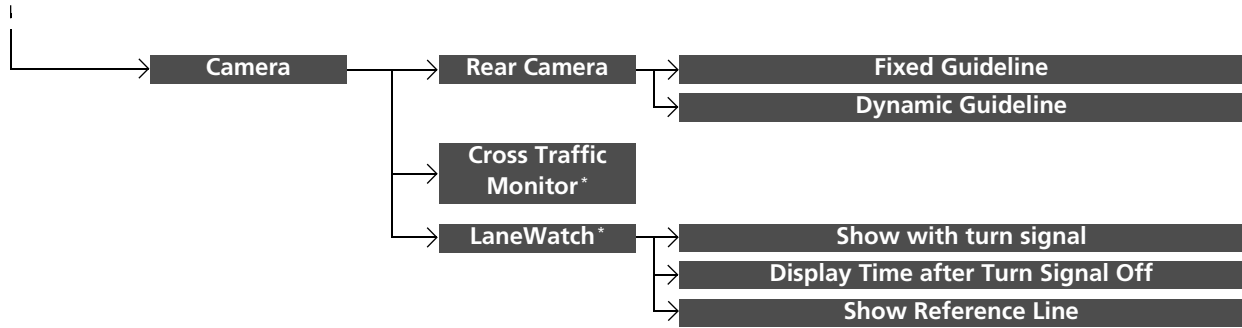 Camera
Rear Camera
Fixed Guideline
Dynamic Guideline
Cross Traffic
Monitor*
LaneWatch*
Show with turn signal
Display Time after Turn Signal Off
Show Reference Line